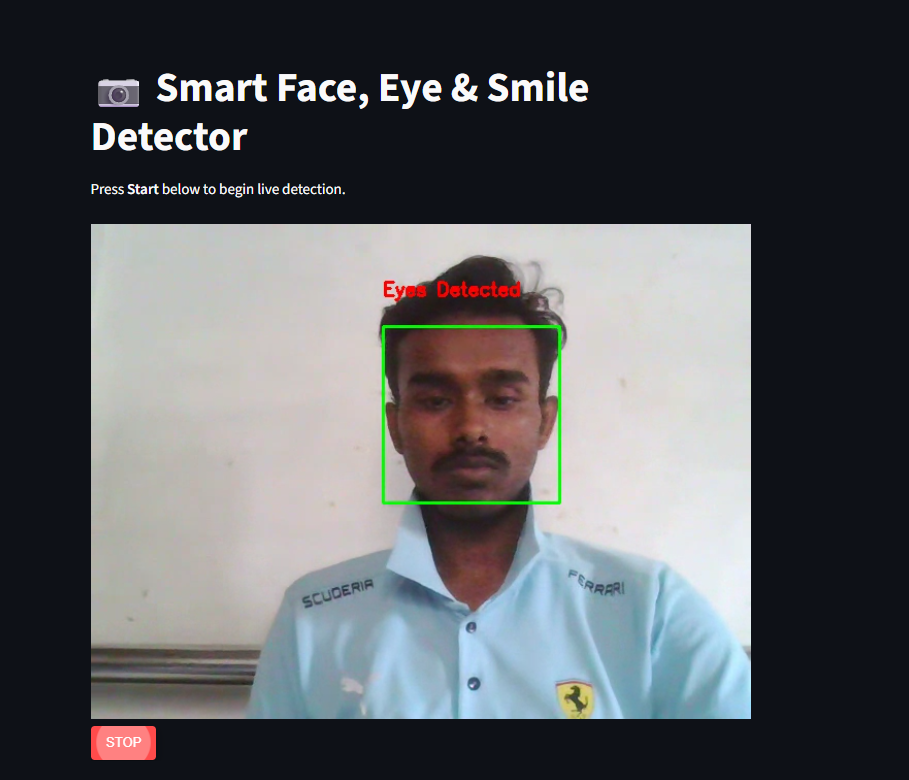 Smart Face, Eye & Smile
Detector
Press Start below to begin live detection.
Eyes Detected
SCUDERIA FERRARI
STOP